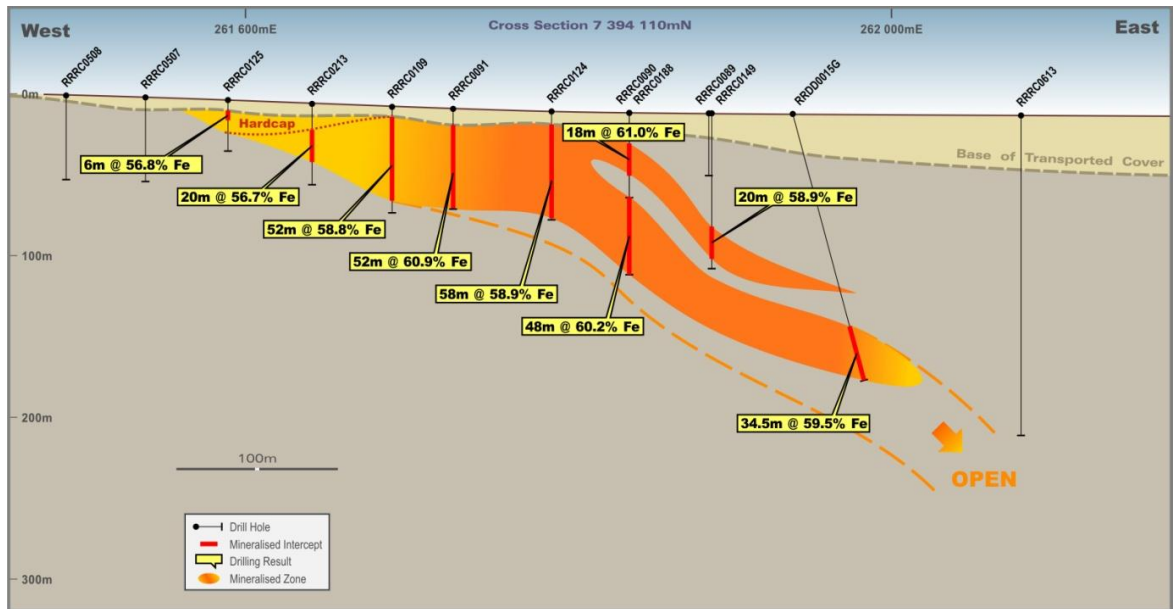 West
Cross Section 7 394 110mN
East
261 600mE
262 000mE
RRRC0508
RRRC0507
RRRC0125
RRRC0213
RRRC0109
RRRC0091
RRRC0124
RRRC0090
RRRC0188
RRRC0089
RRRC0149
RRDD0015G
RRRC0613
0m
Hardcap
18m @ 61.0% Fe
Base of Transported Cover
6m @ 56.8% Fe
20m @ 56.7% Fe
20m @ 58.9% Fe
52m @ 58.8% Fe
100m
52m @ 60.9% Fe
58m @ 58.9% Fe
48m @ 60.2% Fe
200m
34.5m @ 59.5% Fe
100m
OPEN
Drill Hole
Mineralised Intercept
Drilling Result
Mineralised Zone
300m